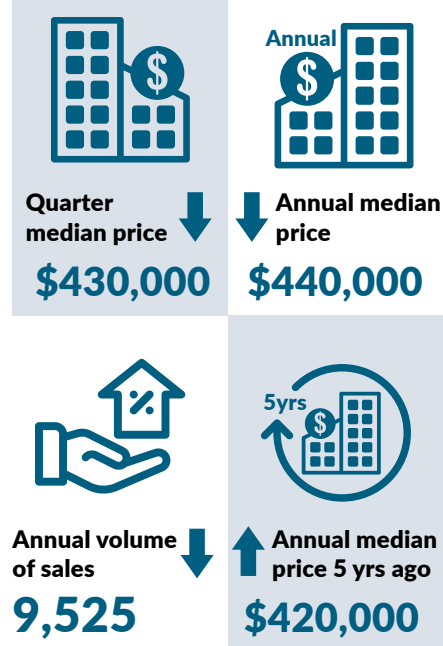 $
Annual
$
Quarter
median price
$430,000
Annual median
price
$440,000
%
5yrs
$
Annual volume
of sales
9,525
Annual median
price 5 yrs ago
$420,000